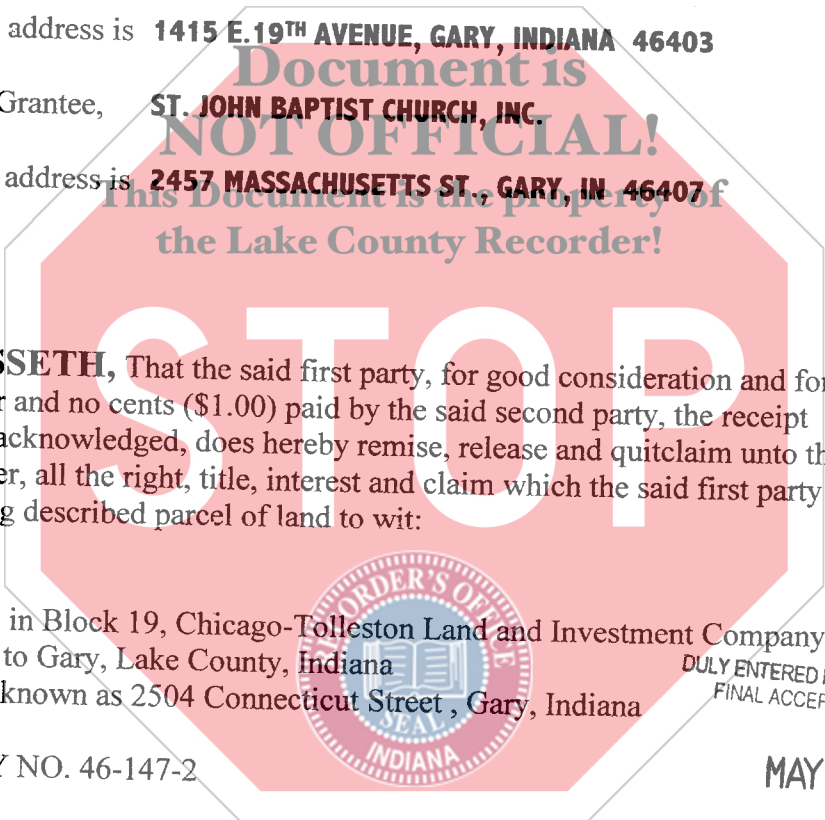 address is 1415 E.19TH AVENUE, GARY, INDIANA 46403
Document is
Grantee, ST. JOHN BAPTIST CHURCH, INC.
NOT OFFICIAL!
address is 2457 MASSACHUSETTS ST., GARY, IN 46407
This Document is the property of
the Lake County Recorder!
STOP
SSETH, That the said first party, for good consideration and for
r and no cents ($1.00) paid by the said second party, the receipt
acknowledged, does hereby remise, release and quitclaim unto th
er, all the right, title, interest and claim which the said first party
g described parcel of land to wit:
in Block 19, Chicago-Tolleston Land and Investment Company
to Gary, Lake County, Indiana
DULY ENTERED
known as 2504 Connecticut Street , Gary, Indiana
FINAL ACCEP
RECORDER'S OFFICE
SEAL
INDIANA
Y NO. 46-147-2
MAY